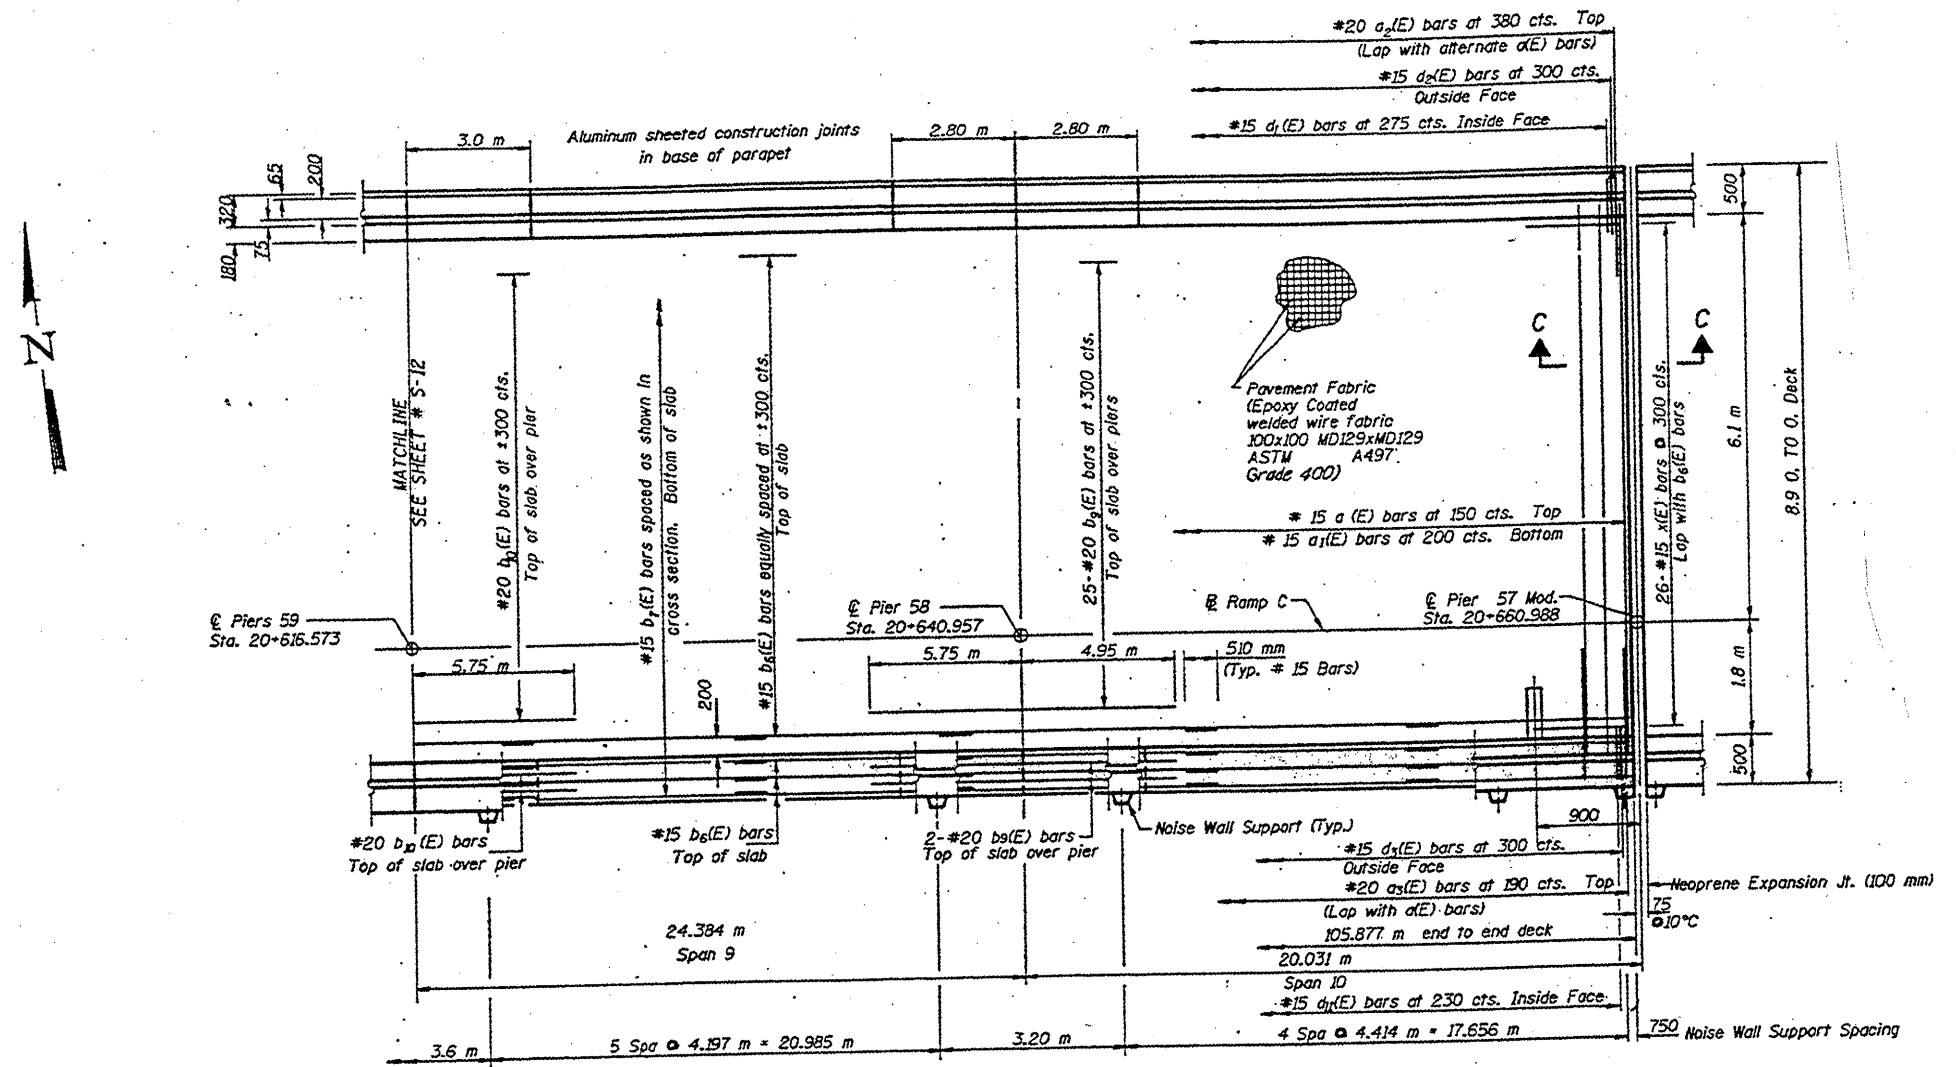 #20 a2(E) bars at 380 cts. Top
(Lap with alternate a(E) bars)
#15 d2(E) bars at 300 cts.
Outside Face
#15 d1(E) bars at 275 cts. Inside Face
3.0 m
Aluminum sheeted construction joints
in base of parapet
2.80 m
2.80 m
65
200
320
75
180
500
N
MATCHLINE
SEE SHEET # S-12
#20 b10(E) bars at ±300 cts.
Top of slab over pier
#15 b7(E) bars spaced as shown in
cross section. Bottom of slab
#15 b6(E) bars equally spaced at ±300 cts.
Top of slab
25-#20 b9(E) bars at ±300 cts.
Top of slab over piers
Pavement Fabric
(Epoxy Coated
welded wire fabric
100x100 MD129xMD129
ASTM A497
Grade 400)
C
C
26-#15 x(E) bars @ 300 cts.
Lap with b6(E) bars
6.1 m
8.9 O. TO O. Deck
# 15 a (E) bars at 150 cts. Top
# 15 a1(E) bars at 200 cts. Bottom
℄ Piers 59
Sta. 20+616.573
℄ Pier 58
Sta. 20+640.957
Ramp C
℄ Pier 57 Mod.
Sta. 20+660.988
5.75 m
5.75 m
4.95 m
510 mm
(Typ. # 15 Bars)
200
1.8 m
500
#20 b10 (E) bars
Top of slab over pier
#15 b6(E) bars
Top of slab
2-#20 b9(E) bars
Top of slab over pier
Noise Wall Support (Typ.)
900
#15 d3(E) bars at 300 cts.
Outside Face
#20 a3(E) bars at 190 cts. Top
(Lap with a(E) bars)
Neoprene Expansion Jt. (100 mm)
75
@10°C
105.877 m end to end deck
24.384 m
Span 9
20.031 m
Span 10
#15 d11(E) bars at 230 cts. Inside Face
3.6 m
5 Spa @ 4.197 m = 20.985 m
3.20 m
4 Spa @ 4.414 m = 17.656 m
750
Noise Wall Support Spacing